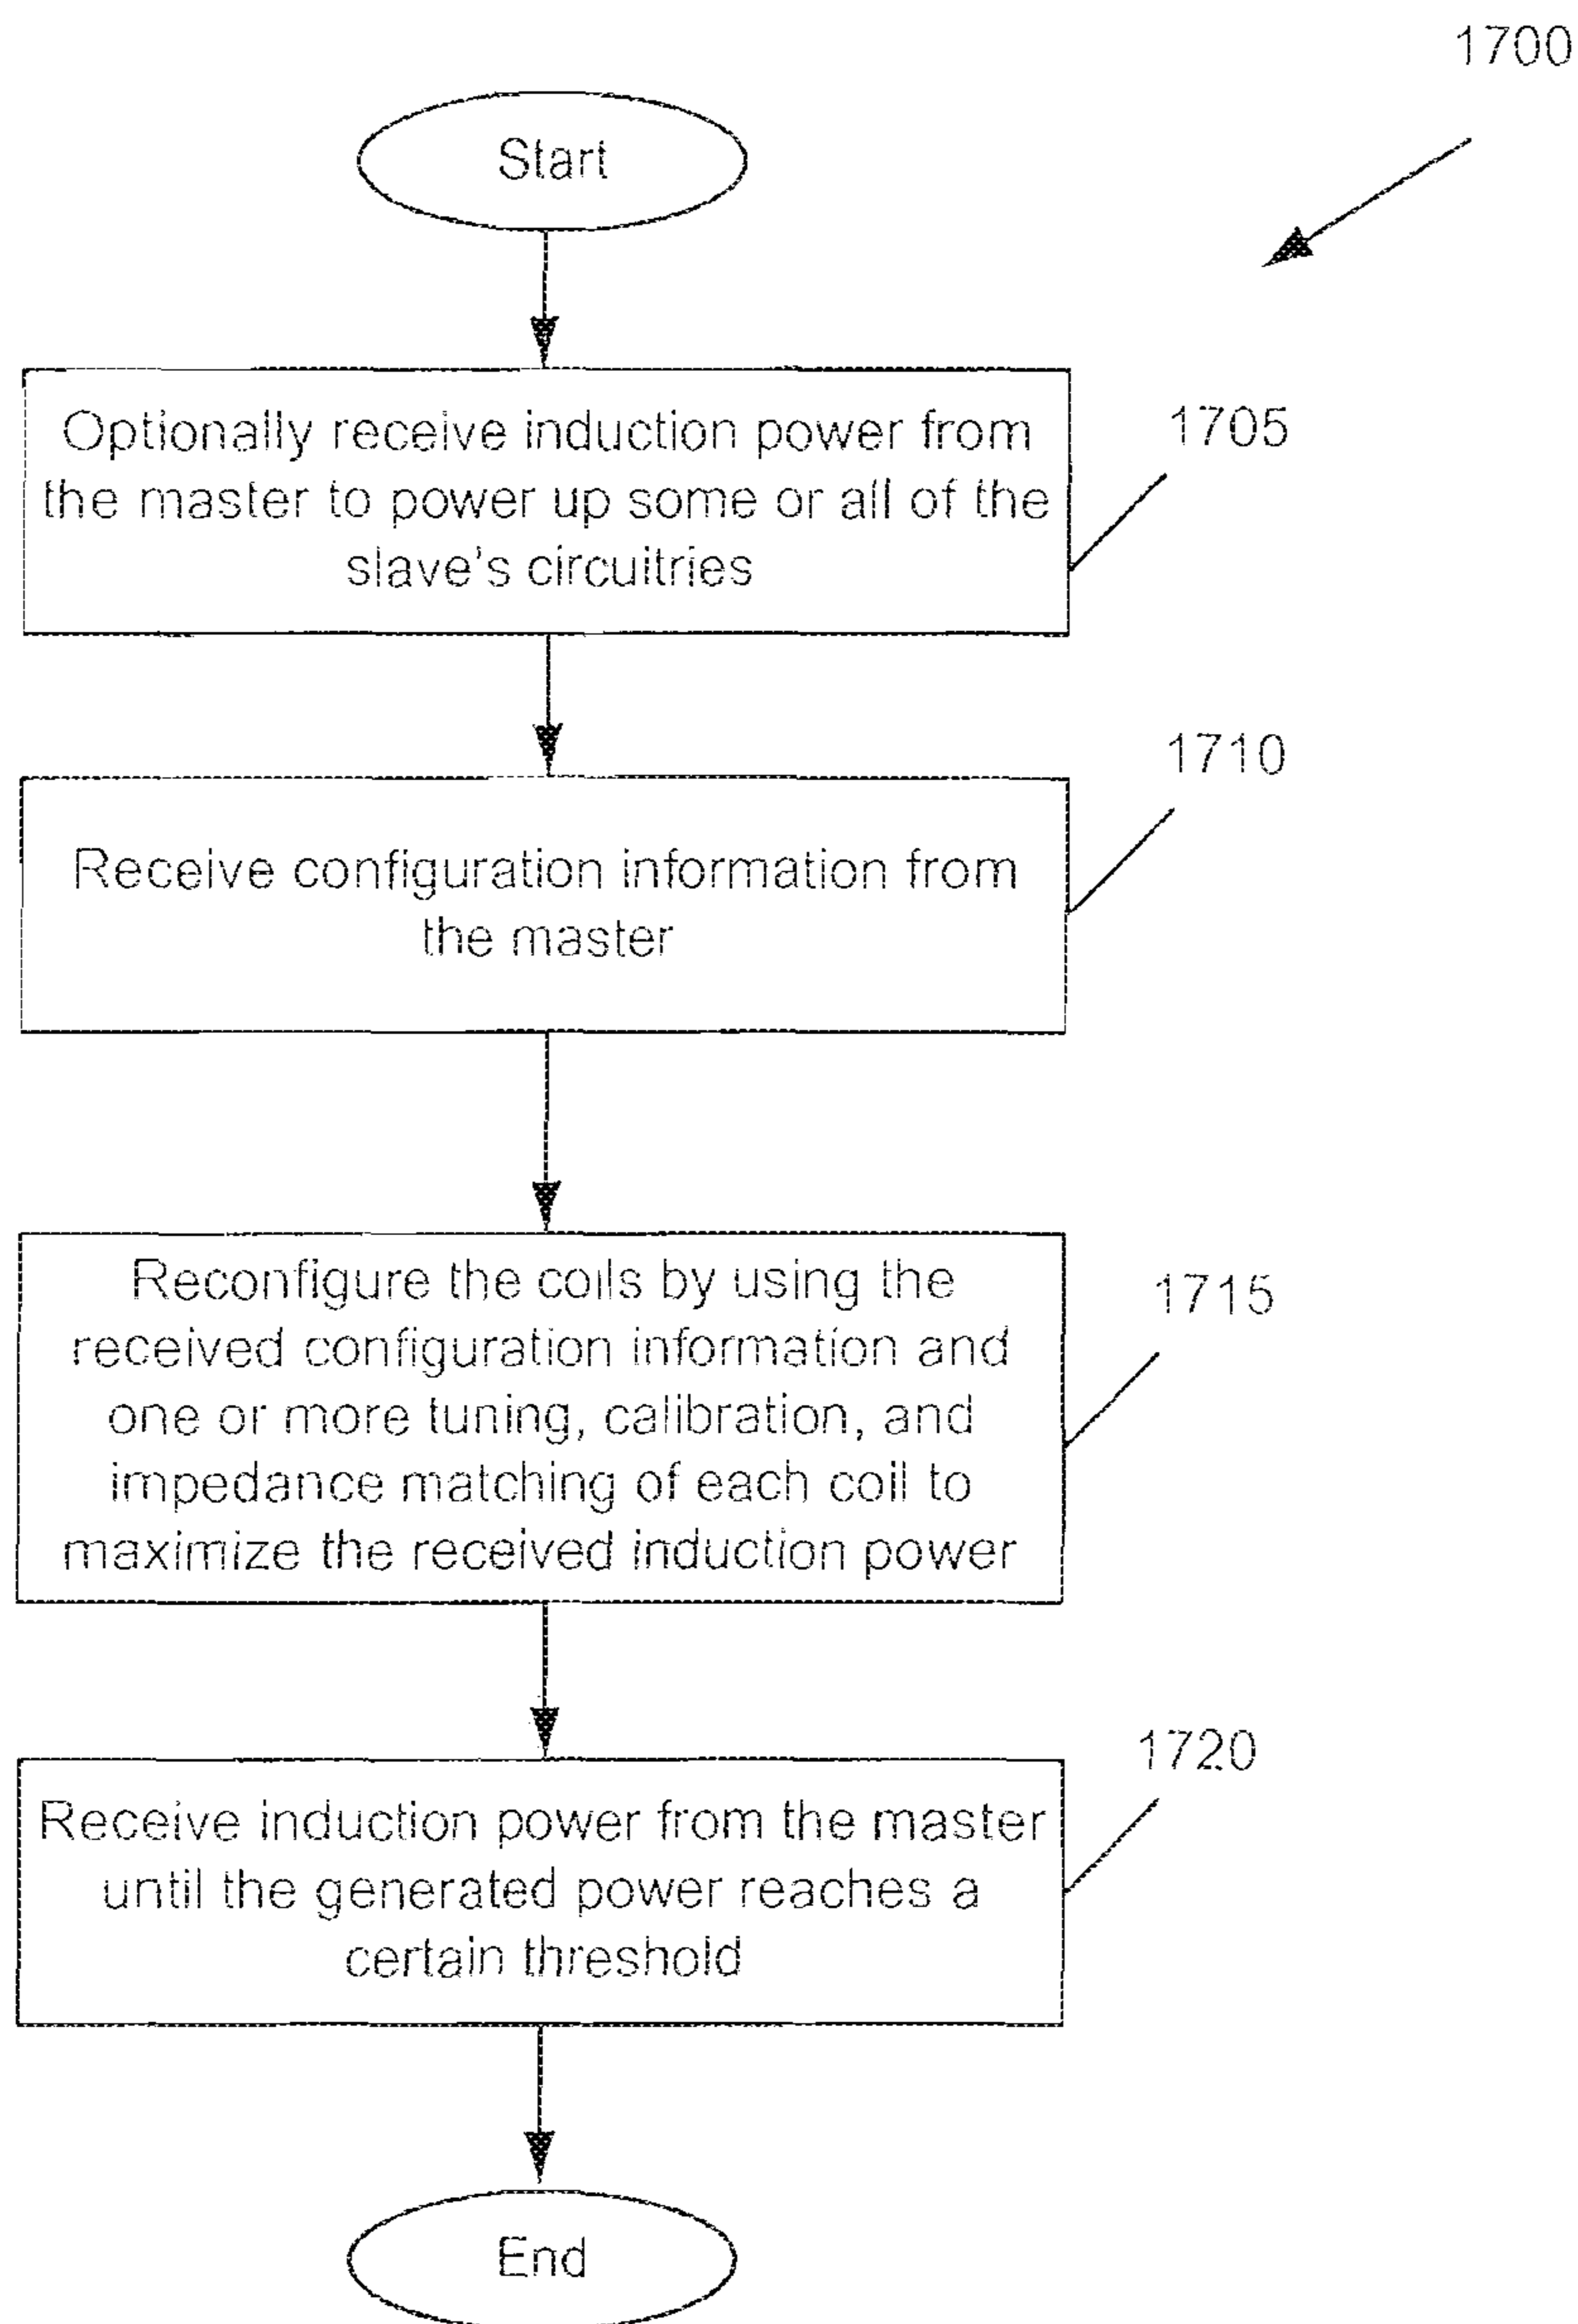 1700
Start
Optionally receive induction power from
the master to power up some or all of the
slave's circuitries
1705
1710
Receive configuration information from
the master
Reconfigure the coils by using the
received configuration information and
one or more tuning, calibration, and
impedance matching of each coil to
maximize the received induction power
1715
1720
Receive induction power from the master
until the generated power reaches a
certain threshold
End